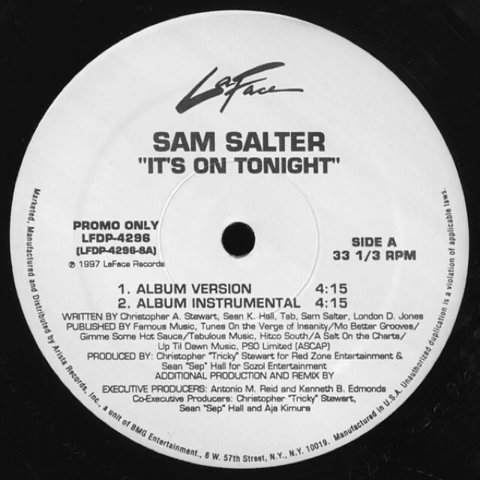 LaFace
SAM SALTER
"IT'S ON TONIGHT"
PROMO ONLY
LFDP-4296
(LFDP-4296-SA)
℗ 1997 LaFace Records
SIDE A
33 1/3 RPM
1. ALBUM VERSION 4:15
2. ALBUM INSTRUMENTAL 4:15
WRITTEN BY Christopher A. Stewart, Sean K. Hall, Tab, Sam Salter, London D. Jones
PUBLISHED BY Famous Music, Tunes On the Verge of Insanity/Mo Better Grooves/
Gimme Some Hot Sauce/Tabulous Music, Hitco South/A Salt On the Charts/
Up Til Dawn Music, PSO Limited (ASCAP)
PRODUCED BY: Christopher "Tricky" Stewart for Red Zone Entertainment &
Sean "Sep" Hall for Sozol Entertainment
ADDITIONAL PRODUCTION AND REMIX BY
EXECUTIVE PRODUCERS: Antonio M. Reid and Kenneth B. Edmonds
Co-Executive Producers: Christopher "Tricky" Stewart,
Sean "Sep" Hall and Aja Kimura
Marketed, Manufactured and Distributed by Arista Records, Inc., a unit of BMG Entertainment., 6 W. 57th Street, N.Y., N.Y. 10019. Manufactured in U.S.A. Unauthorized duplication is a violation of applicable laws.